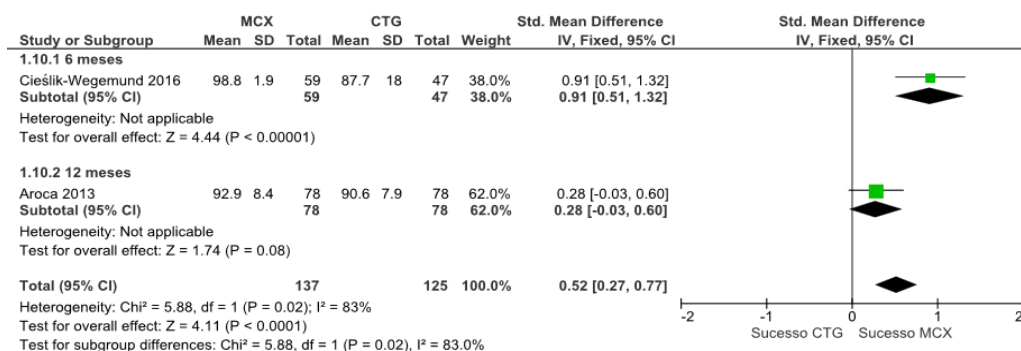 MCX CTG Std. Mean Difference Std. Mean Difference
Study or Subgroup Mean SD Total Mean SD Total Weight IV, Fixed, 95% CI IV, Fixed, 95% CI
1.10.1 6 meses
Cieślik-Wegemund 2016 98.8 1.9 59 87.7 18 47 38.0% 0.91 [0.51, 1.32]
Subtotal (95% CI) 59 47 38.0% 0.91 [0.51, 1.32]
Heterogeneity: Not applicable
Test for overall effect: Z = 4.44 (P < 0.00001)
1.10.2 12 meses
Aroca 2013 92.9 8.4 78 90.6 7.9 78 62.0% 0.28 [-0.03, 0.60]
Subtotal (95% CI) 78 78 62.0% 0.28 [-0.03, 0.60]
Heterogeneity: Not applicable
Test for overall effect: Z = 1.74 (P = 0.08)
Total (95% CI) 137 125 100.0% 0.52 [0.27, 0.77]
Heterogeneity: Chi² = 5.88, df = 1 (P = 0.02); I² = 83%
Test for overall effect: Z = 4.11 (P < 0.0001)
Test for subgroup differences: Chi² = 5.88, df = 1 (P = 0.02), I² = 83.0%
-2 -1 0 1 2
Sucesso CTG Sucesso MCX